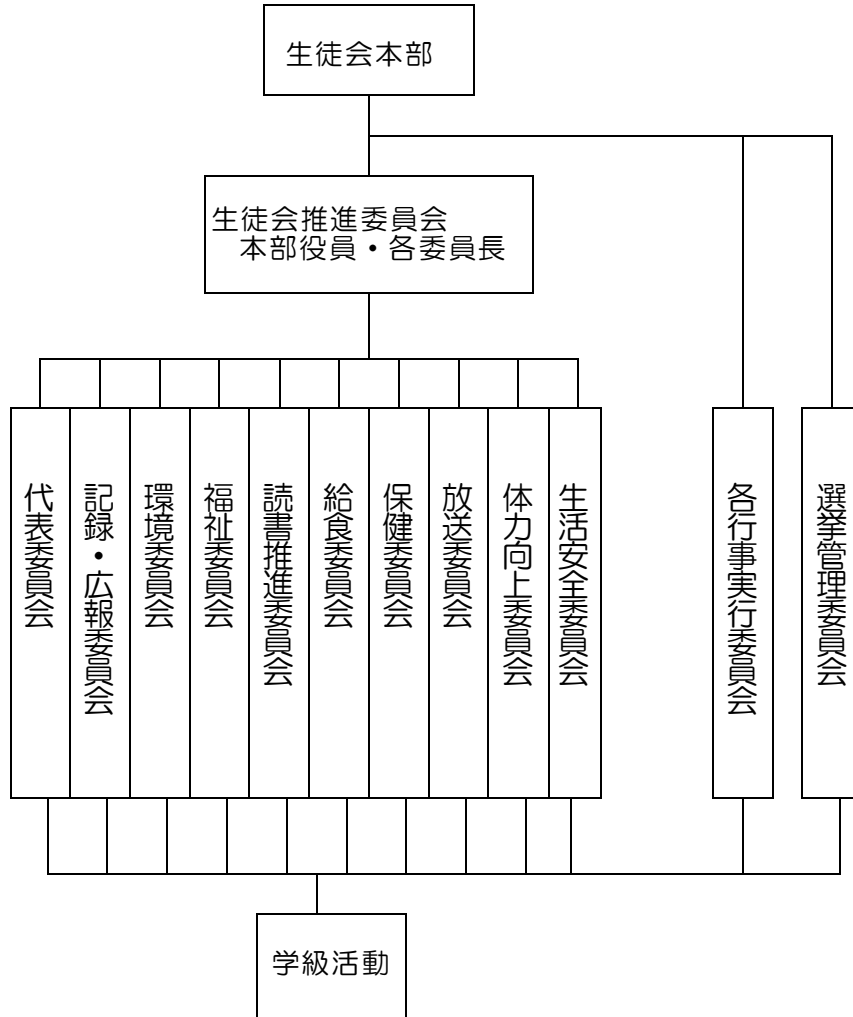 生徒会本部
生徒会推進委員会
本部役員・各委員長
代表委員会
記録・広報委員会
環境委員会
福祉委員会
読書推進委員会
給食委員会
保健委員会
放送委員会
体力向上委員会
生活安全委員会
各行事実行委員会
選挙管理委員会
学級活動